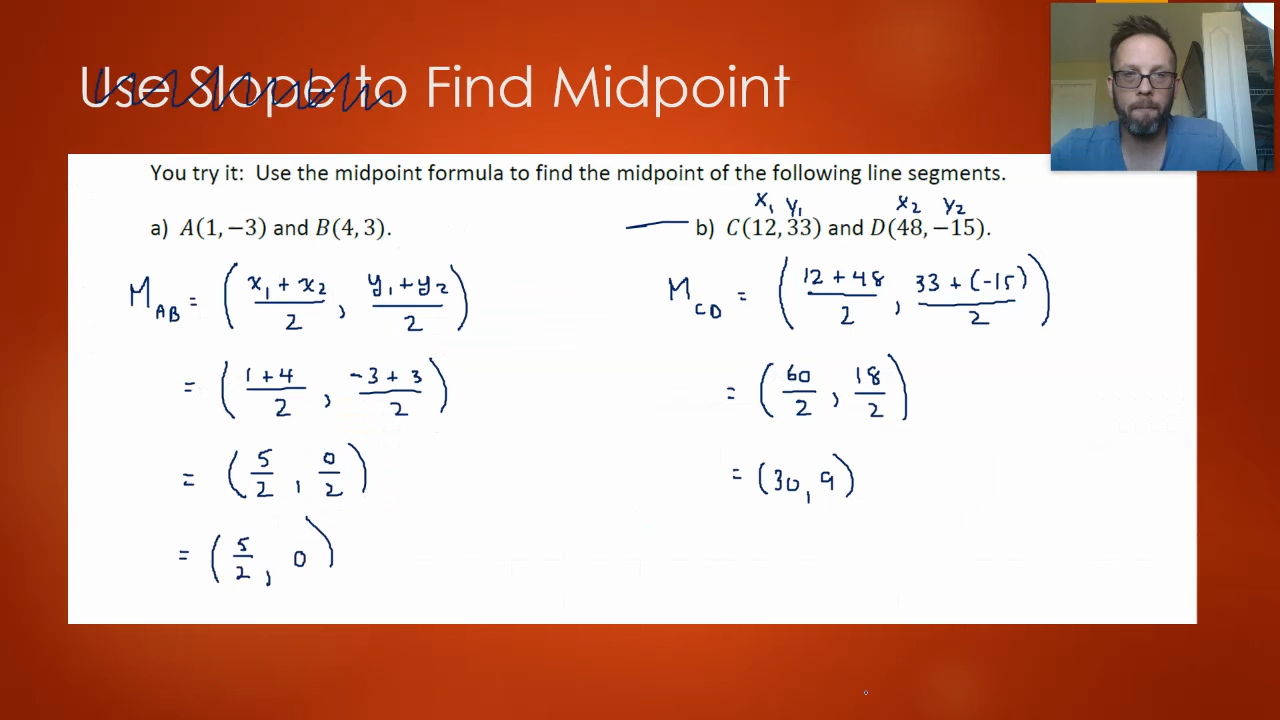 Use Slope to Find Midpoint
You try it: Use the midpoint formula to find the midpoint of the following line segments.
a) A(1, −3) and B(4, 3).
M_AB = ( (x₁ + x₂)/2 , (y₁ + y₂)/2 )
= ( (1 + 4)/2 , (-3 + 3)/2 )
= ( 5/2 , 0/2 )
= ( 5/2 , 0 )
x₁ y₁ x₂ y₂
b) C(12, 33) and D(48, −15).
M_CD = ( (12 + 48)/2 , (33 + (-15))/2 )
= ( 60/2 , 18/2 )
= (30, 9)